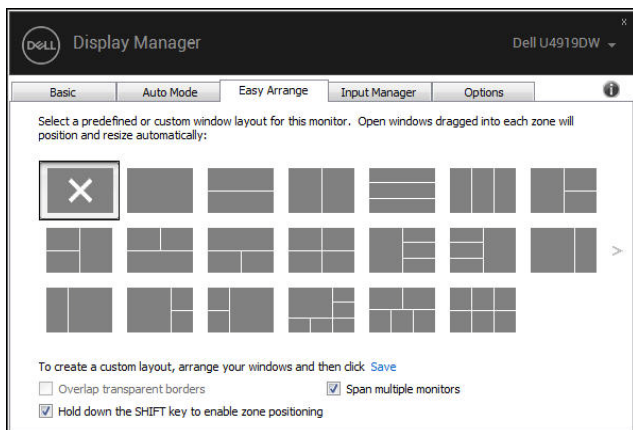 DELL Display Manager Dell U4919DW
x
Basic Auto Mode Easy Arrange Input Manager Options i
Select a predefined or custom window layout for this monitor. Open windows dragged into each zone will
position and resize automatically:
>
To create a custom layout, arrange your windows and then click Save
Overlap transparent borders Span multiple monitors
Hold down the SHIFT key to enable zone positioning